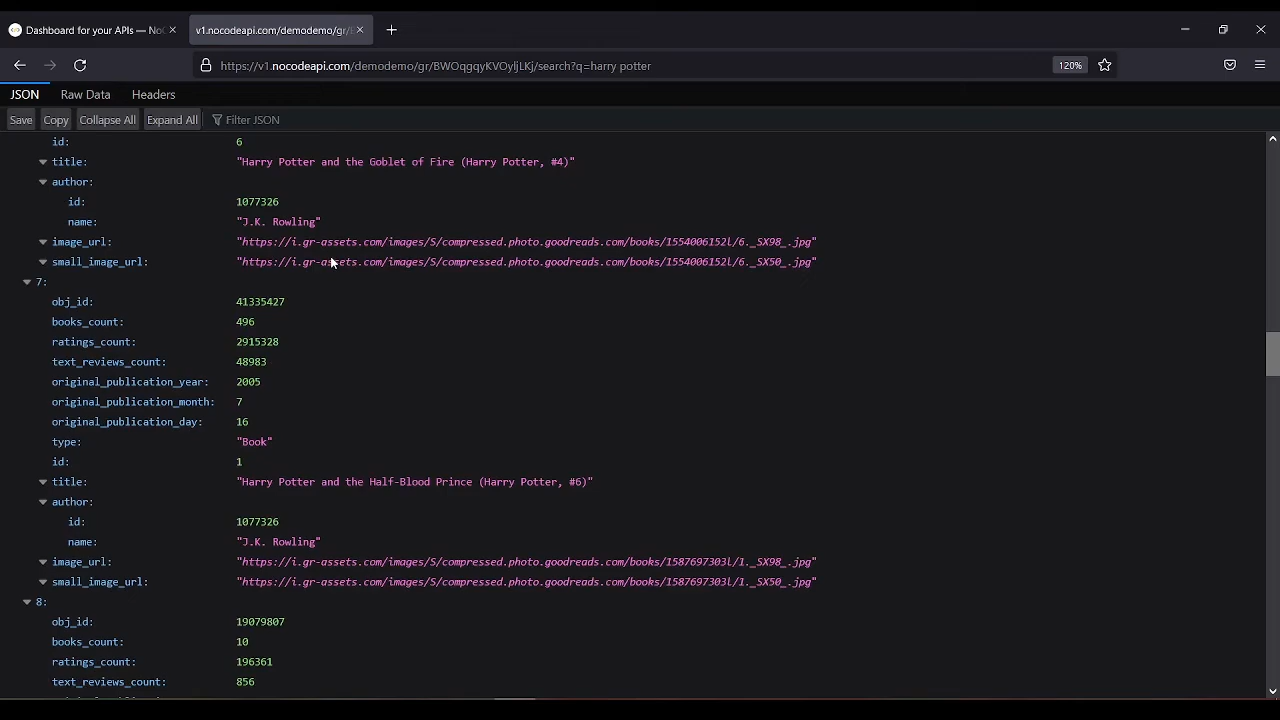 Dashboard for your APIs — NoC
v1.nocodeapi.com/demodemo/gr/
https://v1.nocodeapi.com/demodemo/gr/BWOqgqyKVOyljLKj/search?q=harry potter
120%
JSON Raw Data Headers
Save Copy Collapse All Expand All Filter JSON
id: 6
title: "Harry Potter and the Goblet of Fire (Harry Potter, #4)"
author:
id: 1077326
name: "J.K. Rowling"
image_url: "https://i.gr-assets.com/images/S/compressed.photo.goodreads.com/books/1554006152l/6._SX98_.jpg"
small_image_url: "https://i.gr-assets.com/images/S/compressed.photo.goodreads.com/books/1554006152l/6._SX50_.jpg"
7:
obj_id: 41335427
books_count: 496
ratings_count: 2915328
text_reviews_count: 48983
original_publication_year: 2005
original_publication_month: 7
original_publication_day: 16
type: "Book"
id: 1
title: "Harry Potter and the Half-Blood Prince (Harry Potter, #6)"
author:
id: 1077326
name: "J.K. Rowling"
image_url: "https://i.gr-assets.com/images/S/compressed.photo.goodreads.com/books/1587697303l/1._SX98_.jpg"
small_image_url: "https://i.gr-assets.com/images/S/compressed.photo.goodreads.com/books/1587697303l/1._SX50_.jpg"
8:
obj_id: 19079807
books_count: 10
ratings_count: 196361
text_reviews_count: 856